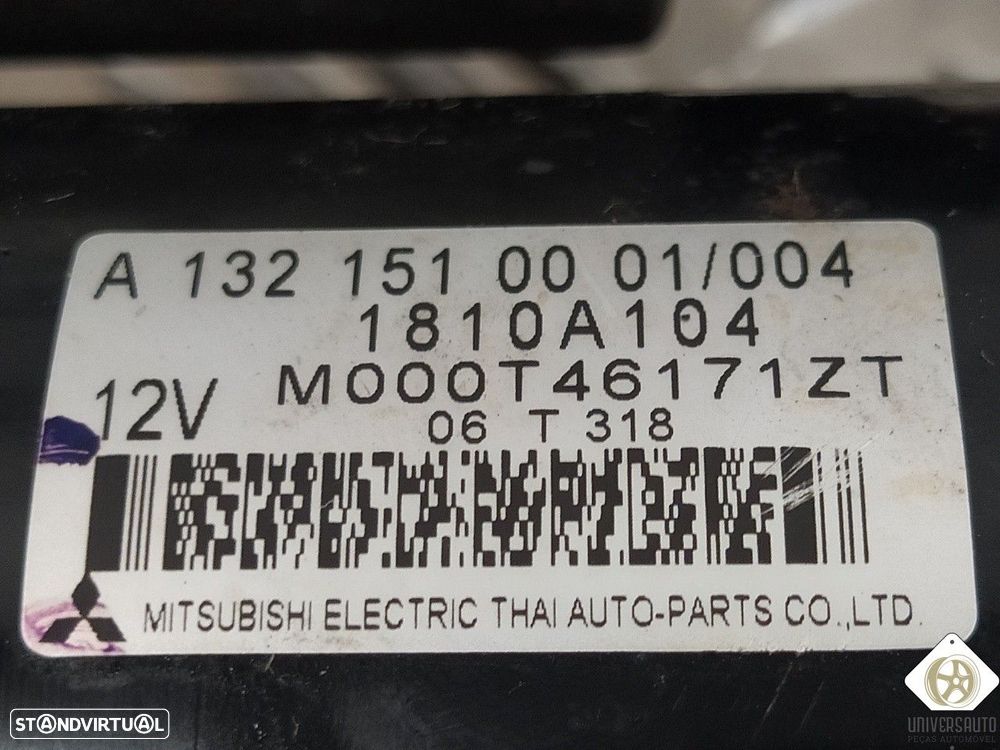 A 132 151 00 01/004
1810A104
M000T46171ZT
12V
06 T 318
MITSUBISHI ELECTRIC THAI AUTO-PARTS CO.,LTD.
STANDVIRTUAL
UNIVERSAUTO
PEÇAS AUTOMÓVEL